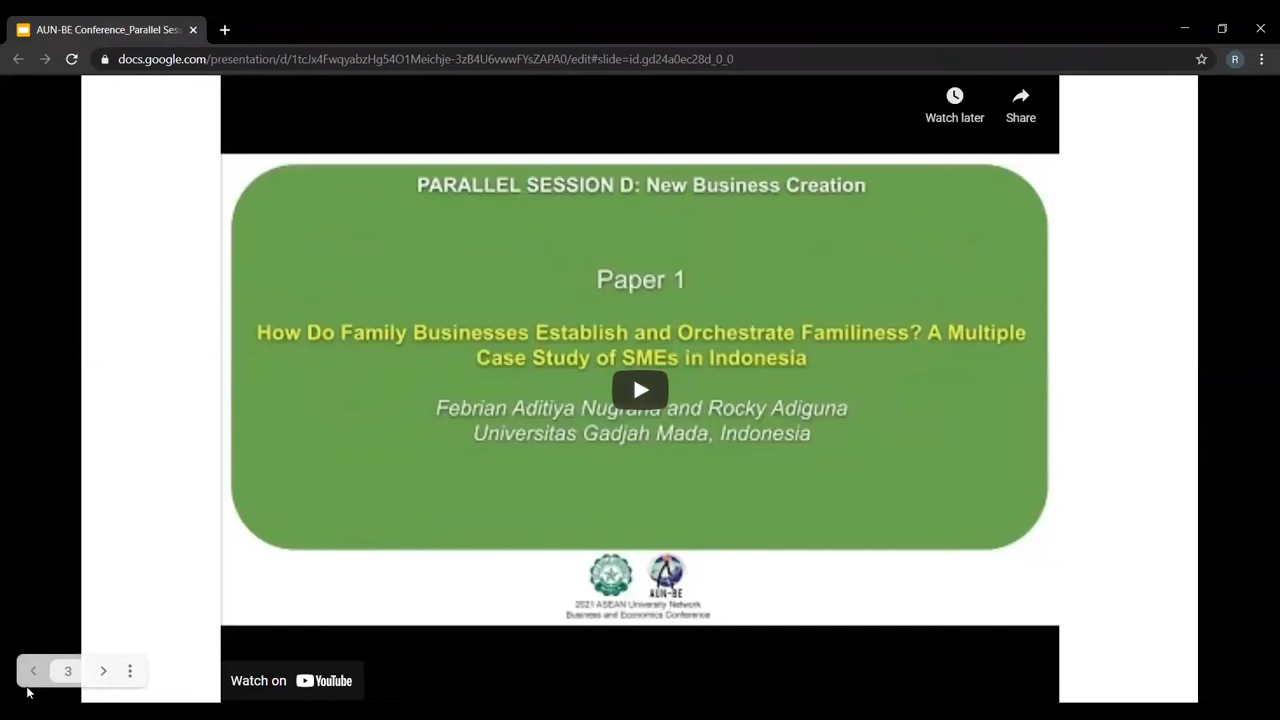 AUN-BE Conference_Parallel Ses
docs.google.com/presentation/d/1tcJx4FwqyabzHg54O1Meichje-3zB4U6vwwFYsZAPA0/edit#slide=id.gd24a0ec28d_0_0
R
Watch later
Share
PARALLEL SESSION D: New Business Creation
Paper 1
How Do Family Businesses Establish and Orchestrate Familiness? A Multiple
Case Study of SMEs in Indonesia
Febrian Aditiya Nugraha and Rocky Adiguna
Universitas Gadjah Mada, Indonesia
AUN-BE
2021 ASEAN University Network
Business and Economics Conference
3
Watch on YouTube